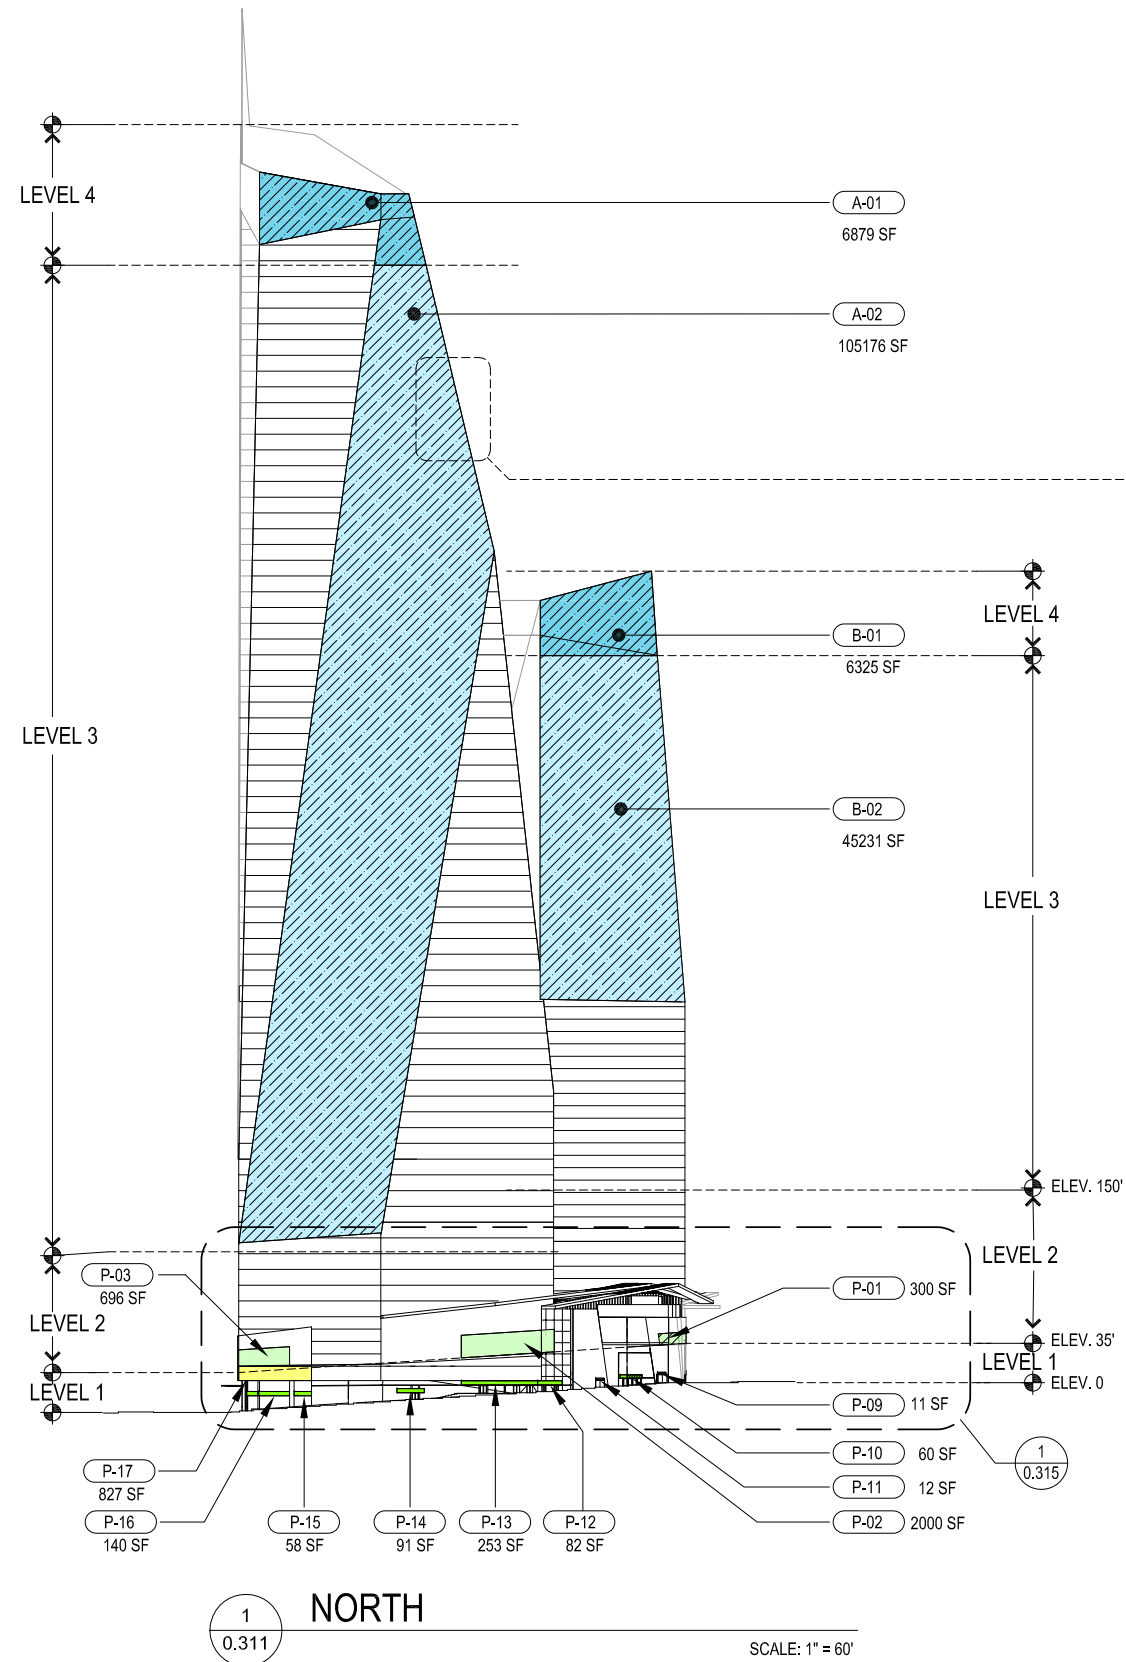 LEVEL 4
A-01
6879 SF
A-02
105176 SF
LEVEL 4
B-01
6325 SF
LEVEL 3
B-02
45231 SF
LEVEL 3
ELEV. 150'
LEVEL 2
P-03
696 SF
P-01 300 SF
LEVEL 2
ELEV. 35'
LEVEL 1
LEVEL 1
ELEV. 0
P-09 11 SF
P-10 60 SF
1
0.315
P-17
827 SF
P-11 12 SF
P-16
140 SF
P-15
58 SF
P-14
91 SF
P-13
253 SF
P-12
82 SF
P-02 2000 SF
1
0.311
NORTH
SCALE: 1" = 60'